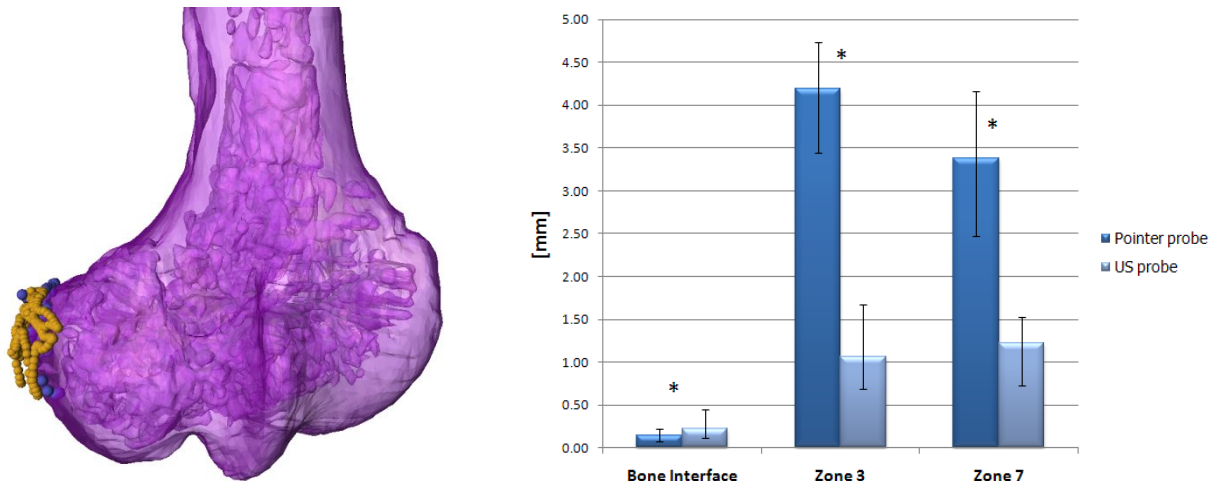 5.00
4.50
4.00
3.50
3.00
2.50
2.00
1.50
1.00
0.50
0.00
[mm]
*
*
*
Bone Interface
Zone 3
Zone 7
Pointer probe
US probe